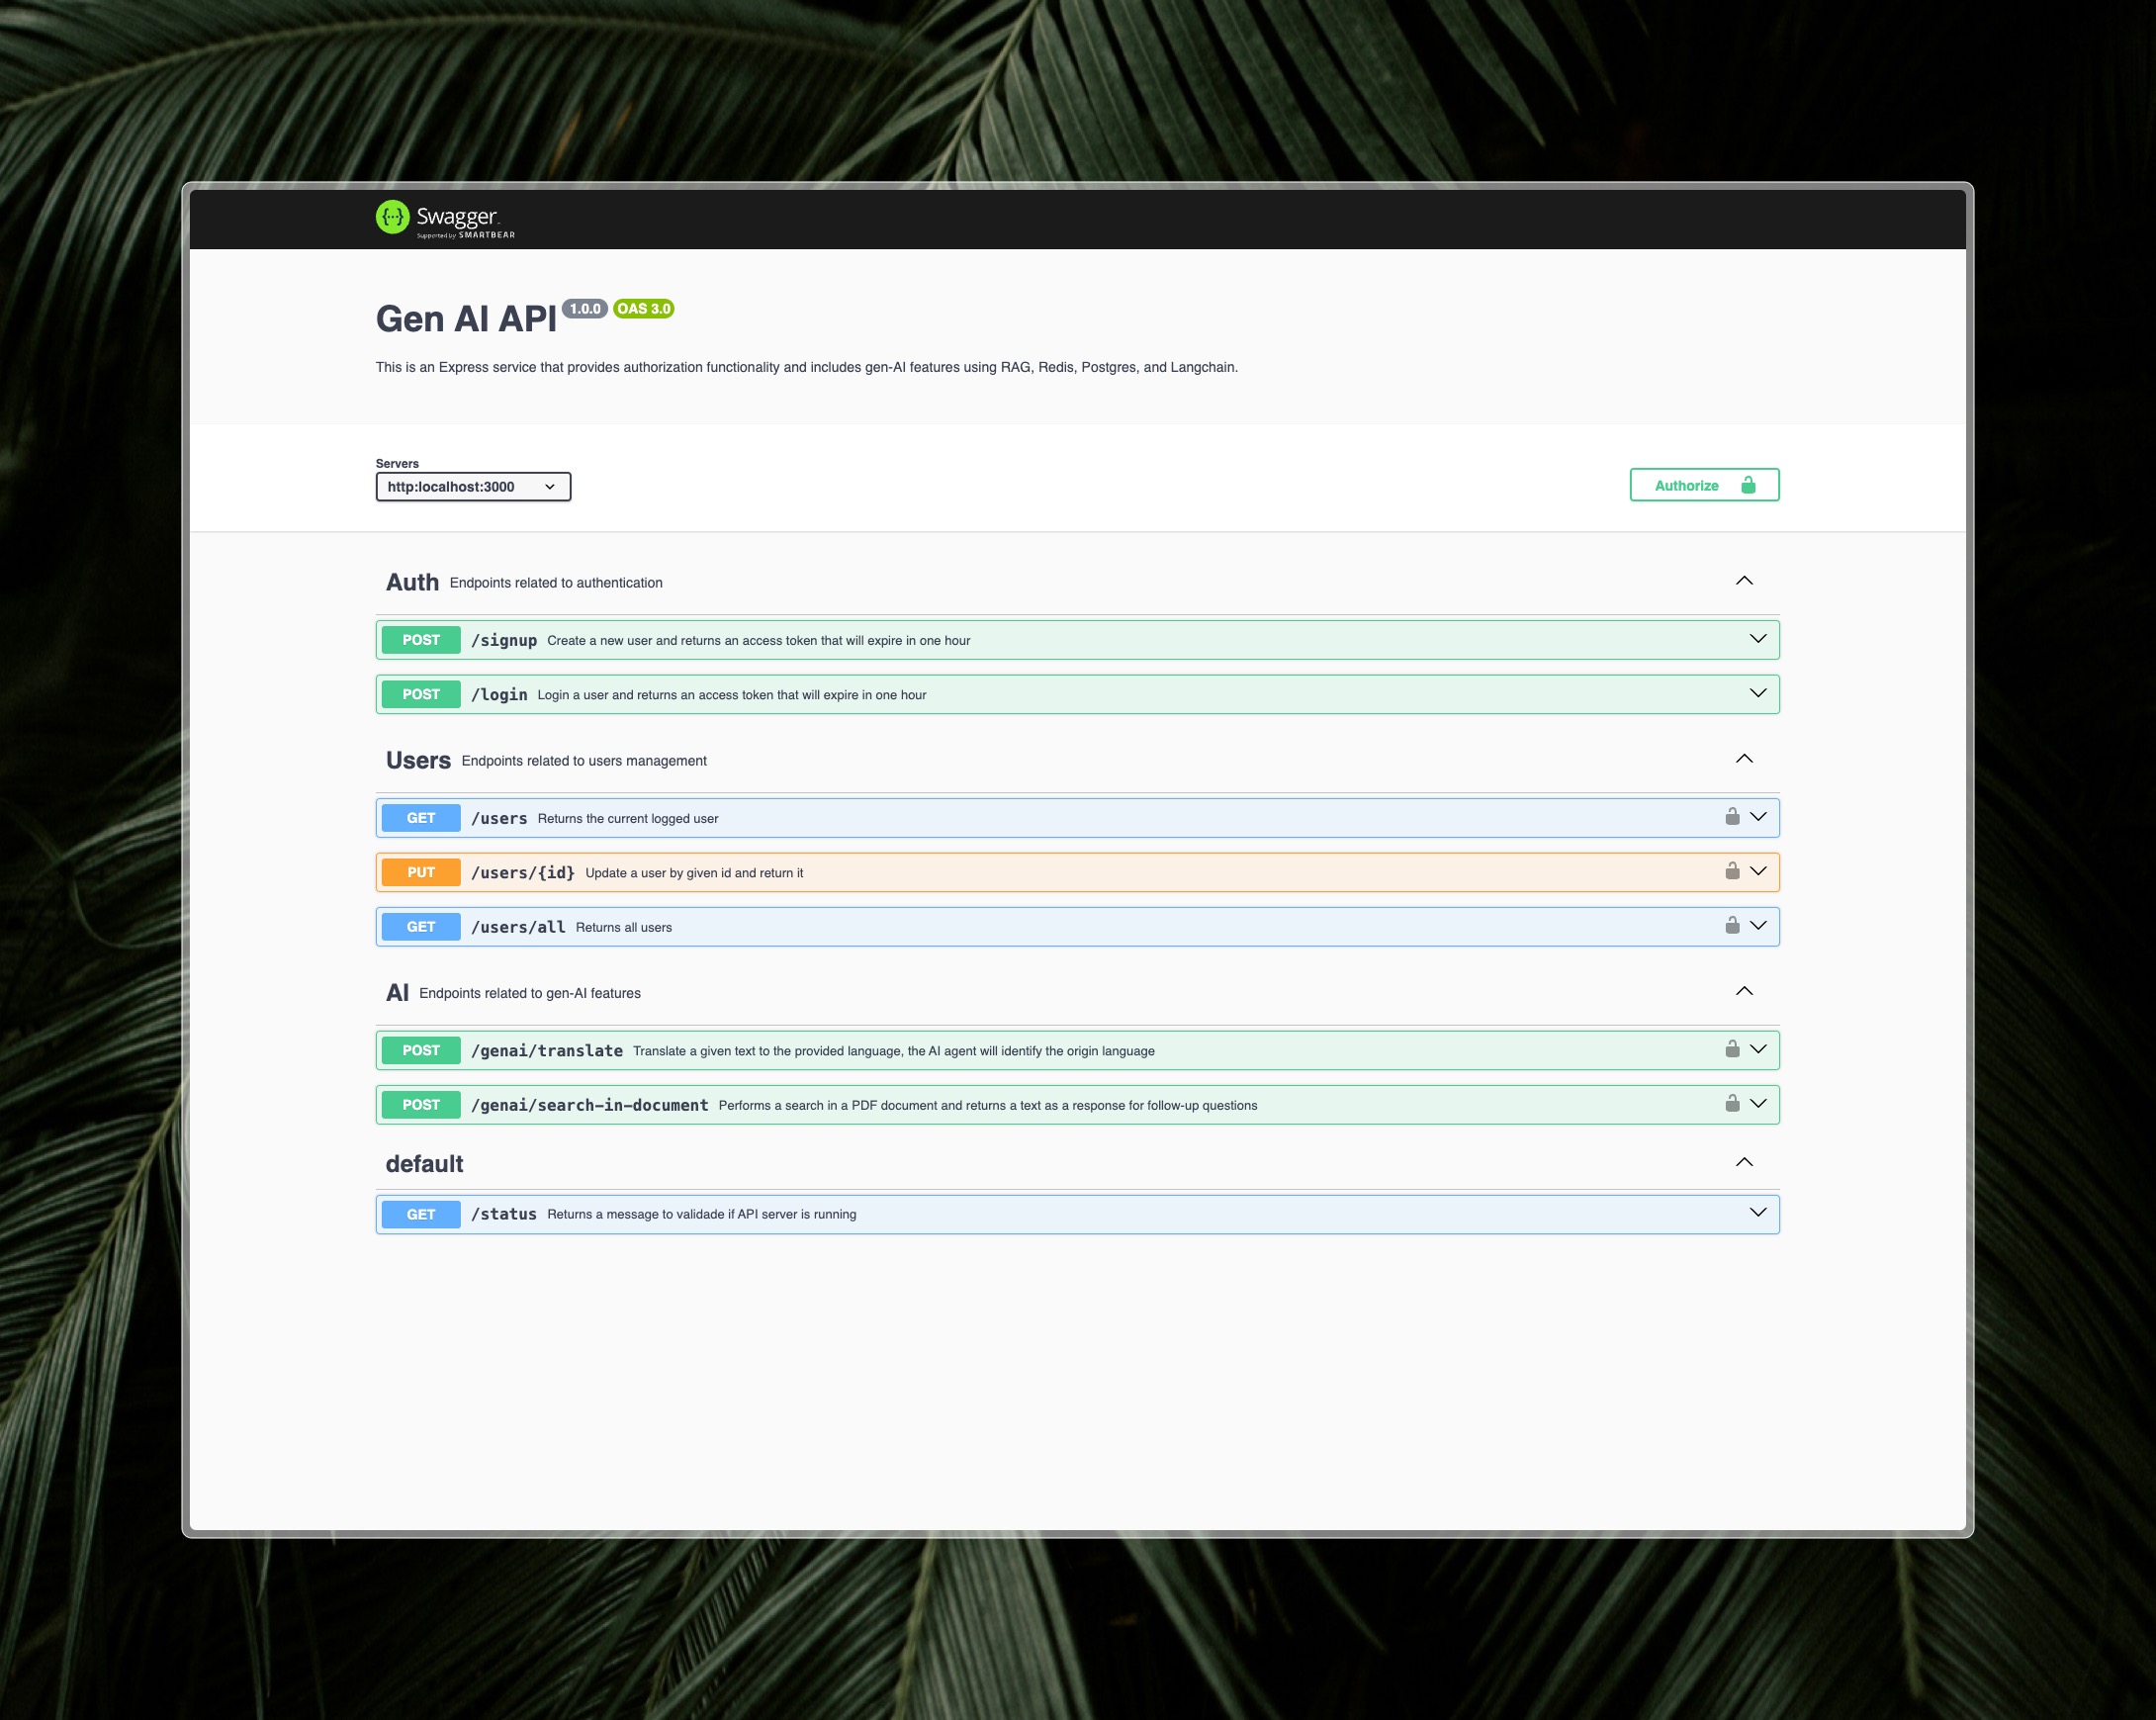 Swagger
Supported by SMARTBEAR
Gen AI API 1.0.0 OAS 3.0
This is an Express service that provides authorization functionality and includes gen-AI features using RAG, Redis, Postgres, and Langchain.
Servers
http:localhost:3000
Authorize
Auth Endpoints related to authentication
POST /signup Create a new user and returns an access token that will expire in one hour
POST /login Login a user and returns an access token that will expire in one hour
Users Endpoints related to users management
GET /users Returns the current logged user
PUT /users/{id} Update a user by given id and return it
GET /users/all Returns all users
AI Endpoints related to gen-AI features
POST /genai/translate Translate a given text to the provided language, the AI agent will identify the origin language
POST /genai/search-in-document Performs a search in a PDF document and returns a text as a response for follow-up questions
default
GET /status Returns a message to validade if API server is running